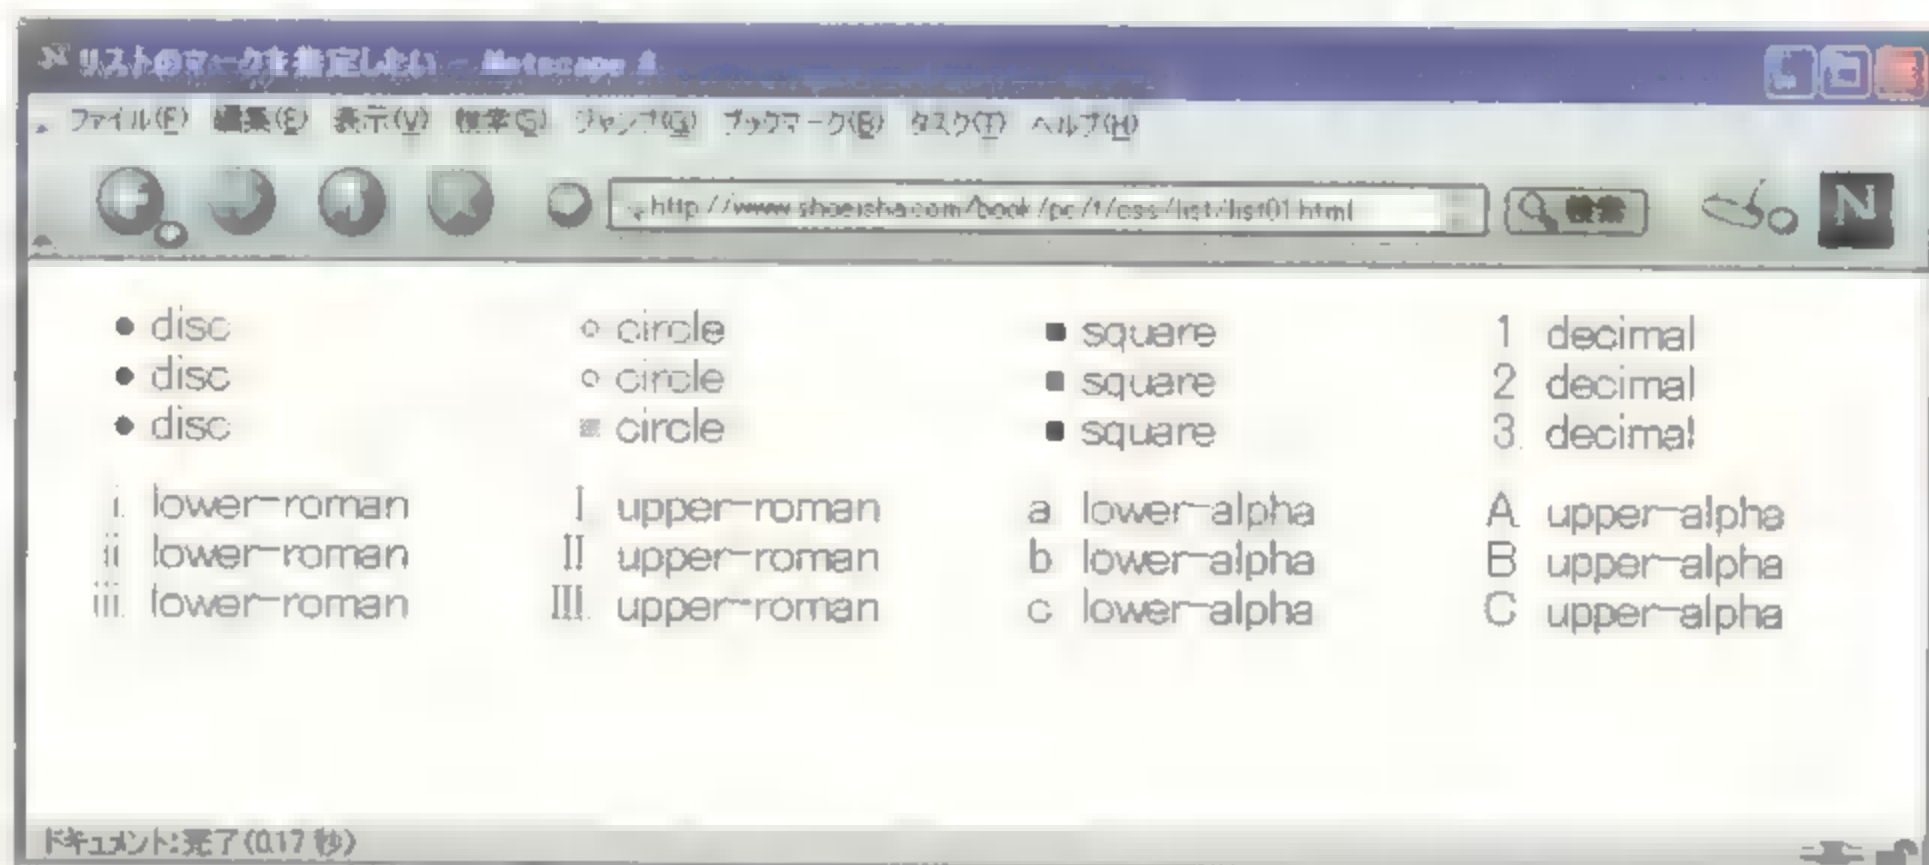 リストのマークを指定したい - Netscape 6
ファイル(F) 編集(E) 表示(V) 検索(S) ジャンプ(G) ブックマーク(B) タスク(T) ヘルプ(H)
http://www.shoeisha.com/book/pc/f/css/list/list01.html 検索 N
• disc ○ circle ■ square 1 decimal
• disc ○ circle ■ square 2 decimal
• disc circle ■ square 3. decimal
i. lower-roman I upper-roman a lower-alpha A upper-alpha
ii lower-roman II upper-roman b lower-alpha B upper-alpha
iii. lower-roman III. upper-roman c lower-alpha C upper-alpha
ドキュメント:完了(0.17 秒)